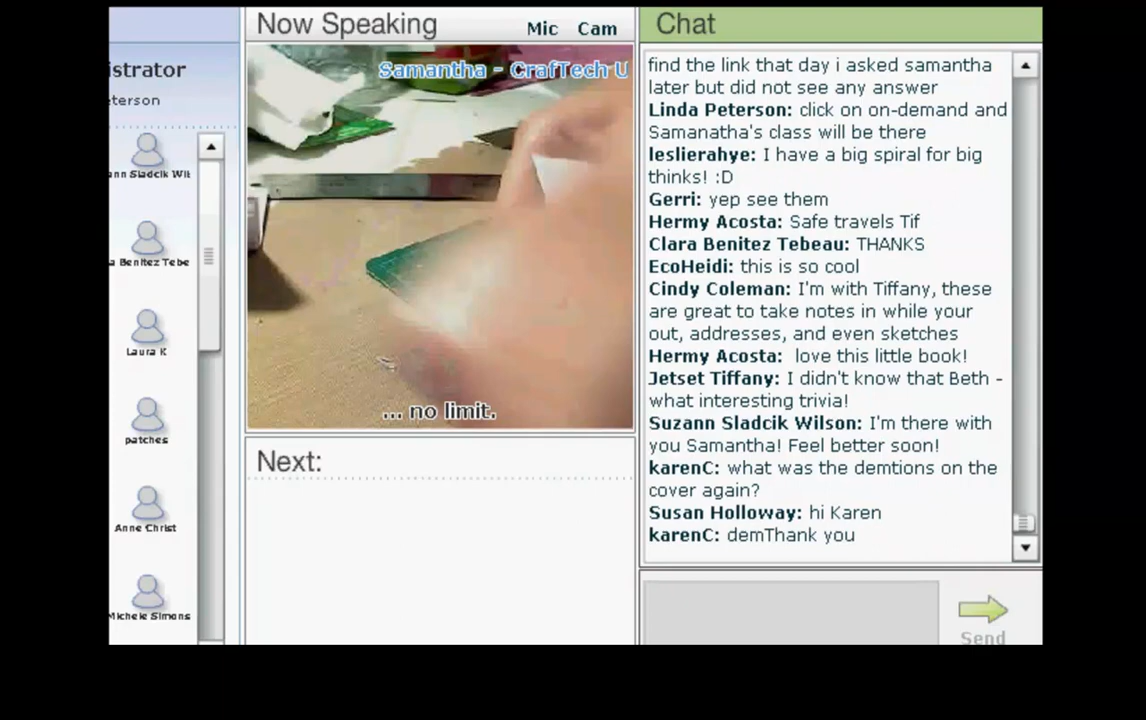 istrator
eterson
ann Sladcik Wil
a Benitez Tebe
Laura K
patches
Anne Christ
Michele Simons
Now Speaking
Mic Cam
Samantha - CrafTech U
... no limit.
Next:
Chat
find the link that day i asked samantha
later but did not see any answer
Linda Peterson: click on on-demand and
Samanatha's class will be there
leslierahye: I have a big spiral for big
thinks! :D
Gerri: yep see them
Hermy Acosta: Safe travels Tif
Clara Benitez Tebeau: THANKS
EcoHeidi: this is so cool
Cindy Coleman: I'm with Tiffany, these
are great to take notes in while your
out, addresses, and even sketches
Hermy Acosta: love this little book!
Jetset Tiffany: I didn't know that Beth -
what interesting trivia!
Suzann Sladcik Wilson: I'm there with
you Samantha! Feel better soon!
karenC: what was the demtions on the
cover again?
Susan Holloway: hi Karen
karenC: demThank you
Send